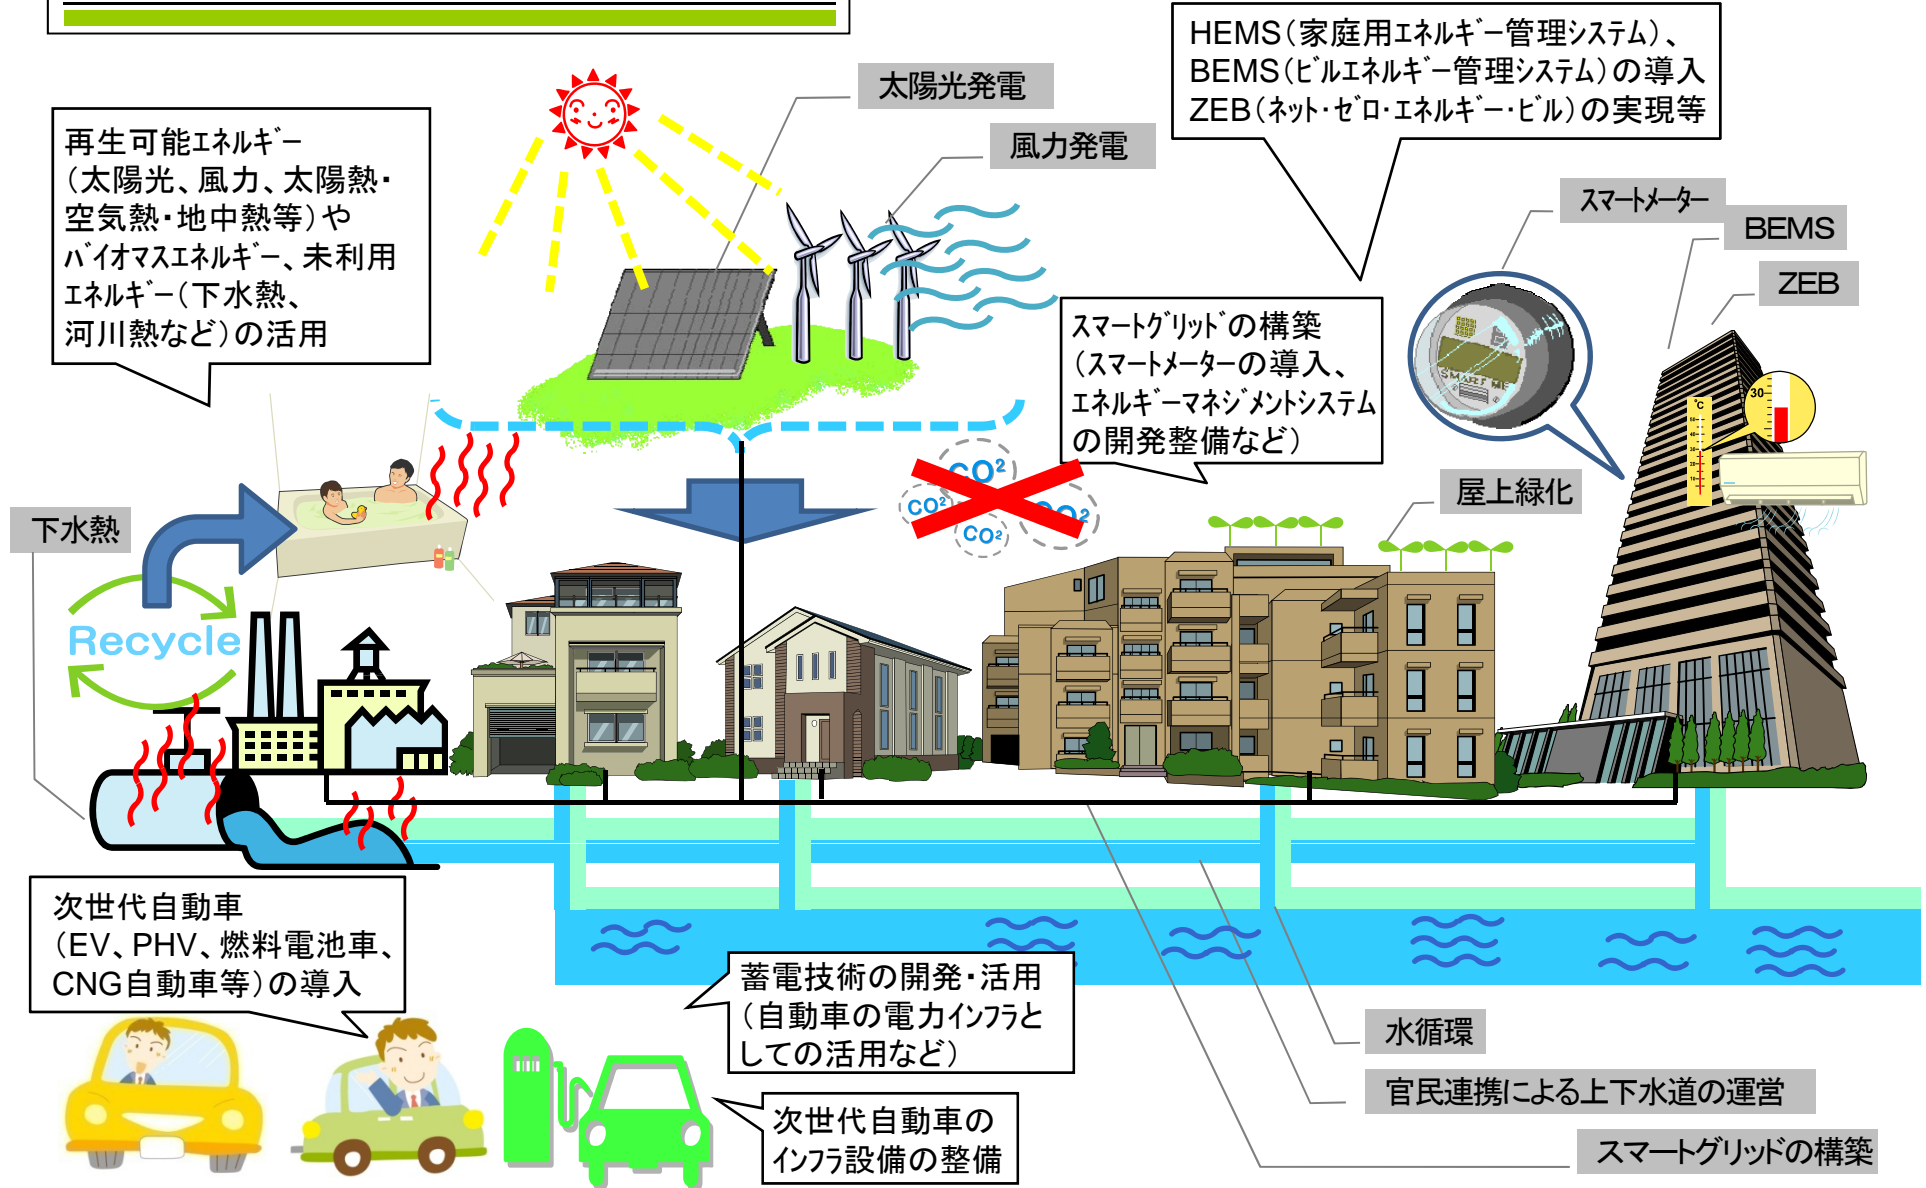 HEMS（家庭用エネルギー管理システム）、
BEMS（ビルエネルギー管理システム）の導入
ZEB（ネット・ゼロ・エネルギー・ビル）の実現等
太陽光発電
風力発電
再生可能エネルギー
（太陽光、風力、太陽熱・
空気熱・地中熱等）や
バイオマスエネルギー、未利用
エネルギー（下水熱、
河川熱など）の活用
スマートメーター
BEMS
ZEB
スマートグリッドの構築
（スマートメーターの導入、
エネルギーマネジメントシステム
の開発整備など）
SMART ME
30
℃
CO²
CO²
CO²
CO²
屋上緑化
下水熱
Recycle
次世代自動車
（EV、PHV、燃料電池車、
CNG自動車等）の導入
蓄電技術の開発・活用
（自動車の電力インフラと
しての活用など）
次世代自動車の
インフラ設備の整備
水循環
官民連携による上下水道の運営
スマートグリッドの構築